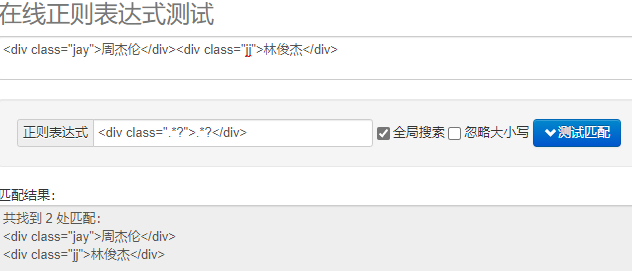 在线正则表达式测试
<div class="jay">周杰伦</div><div class="jj">林俊杰</div>
正则表达式 <div class=".*?">.*?</div> 全局搜索 忽略大小写 测试匹配
匹配结果:
共找到 2 处匹配:
<div class="jay">周杰伦</div>
<div class="jj">林俊杰</div>